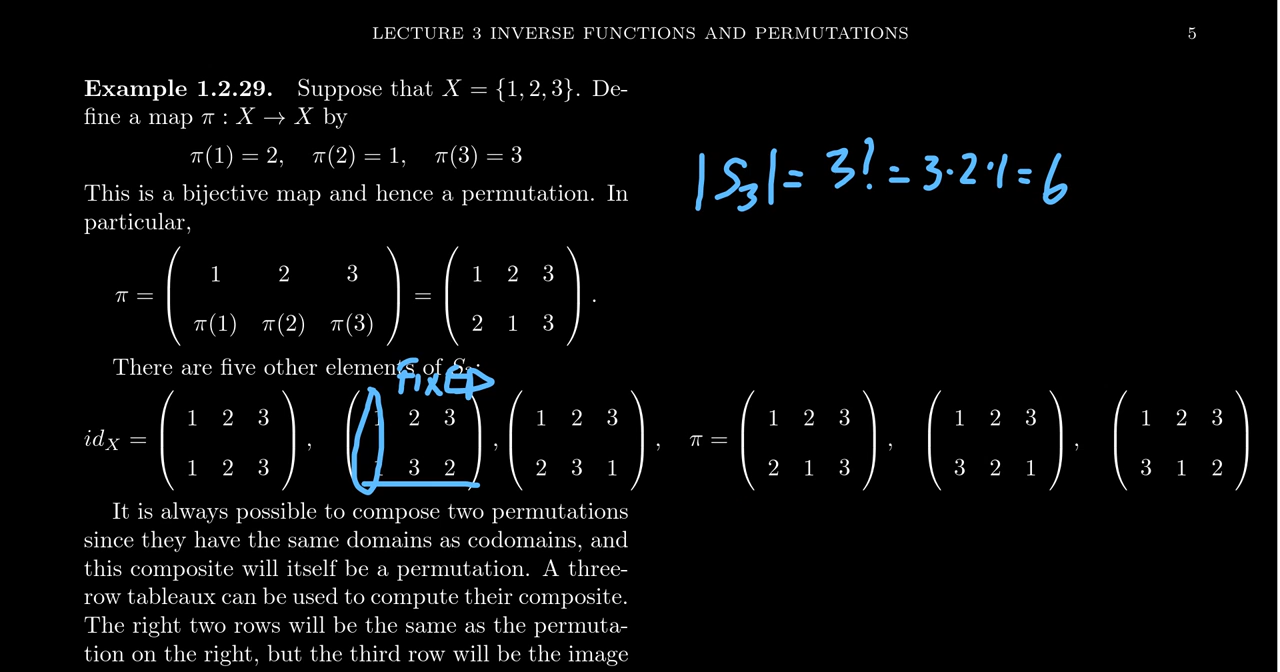 LECTURE 3 INVERSE FUNCTIONS AND PERMUTATIONS 5
Example 1.2.29. Suppose that X = {1, 2, 3}. De-
fine a map π : X → X by
π(1) = 2, π(2) = 1, π(3) = 3
|S₃| = 3! = 3·2·1 = 6
This is a bijective map and hence a permutation. In
particular,
π = ( 1 2 3 ) = ( 1 2 3 ) .
( π(1) π(2) π(3) ) ( 2 1 3 )
There are five other elements of S₃:
FIXED
id_X = ( 1 2 3 ) , ( 1 2 3 ) , ( 1 2 3 ) , π = ( 1 2 3 ) , ( 1 2 3 ) , ( 1 2 3 )
( 1 2 3 ) ( 1 3 2 ) ( 2 3 1 ) ( 2 1 3 ) ( 3 2 1 ) ( 3 1 2 )
It is always possible to compose two permutations
since they have the same domains as codomains, and
this composite will itself be a permutation. A three-
row tableaux can be used to compute their composite.
The right two rows will be the same as the permuta-
tion on the right, but the third row will be the image